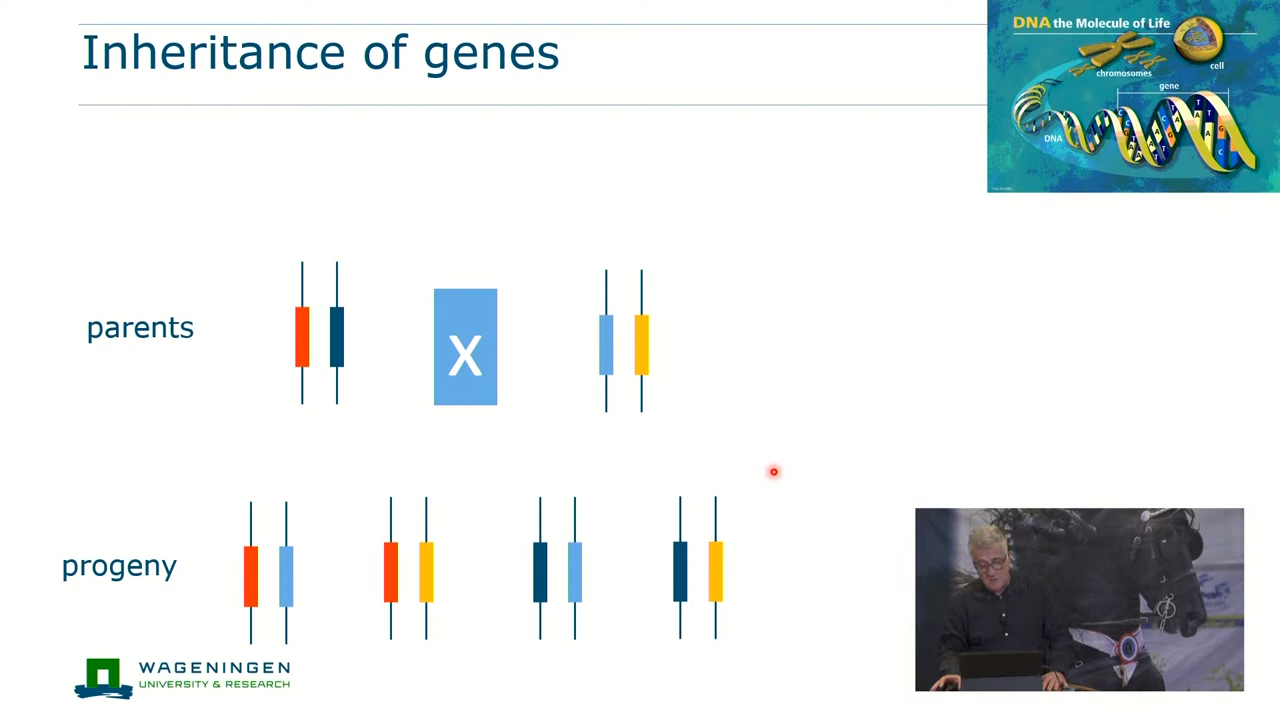 Inheritance of genes
DNA the Molecule of Life
chromosomes
cell
gene
DNA
parents
X
progeny
WAGENINGEN
UNIVERSITY & RESEARCH